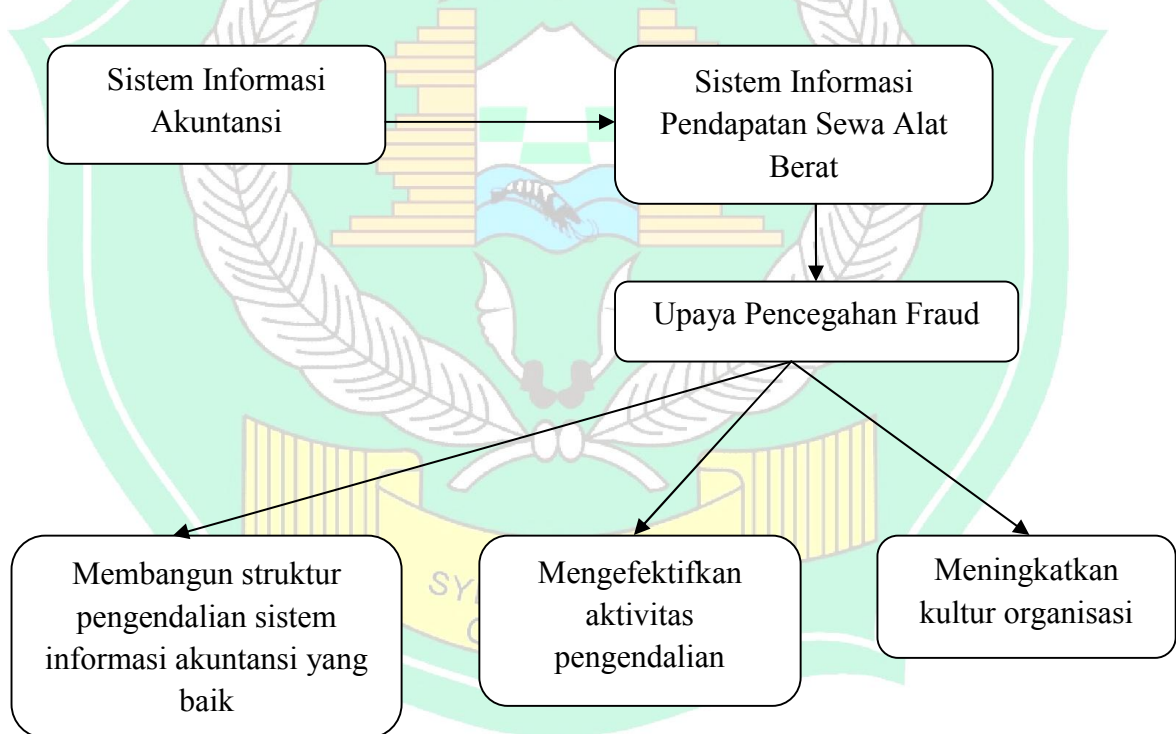 Sistem Informasi
Akuntansi
Sistem Informasi
Pendapatan Sewa Alat
Berat
Upaya Pencegahan Fraud
Membangun struktur
pengendalian sistem
informasi akuntansi yang
baik
Mengefektifkan
aktivitas
pengendalian
Meningkatkan
kultur organisasi